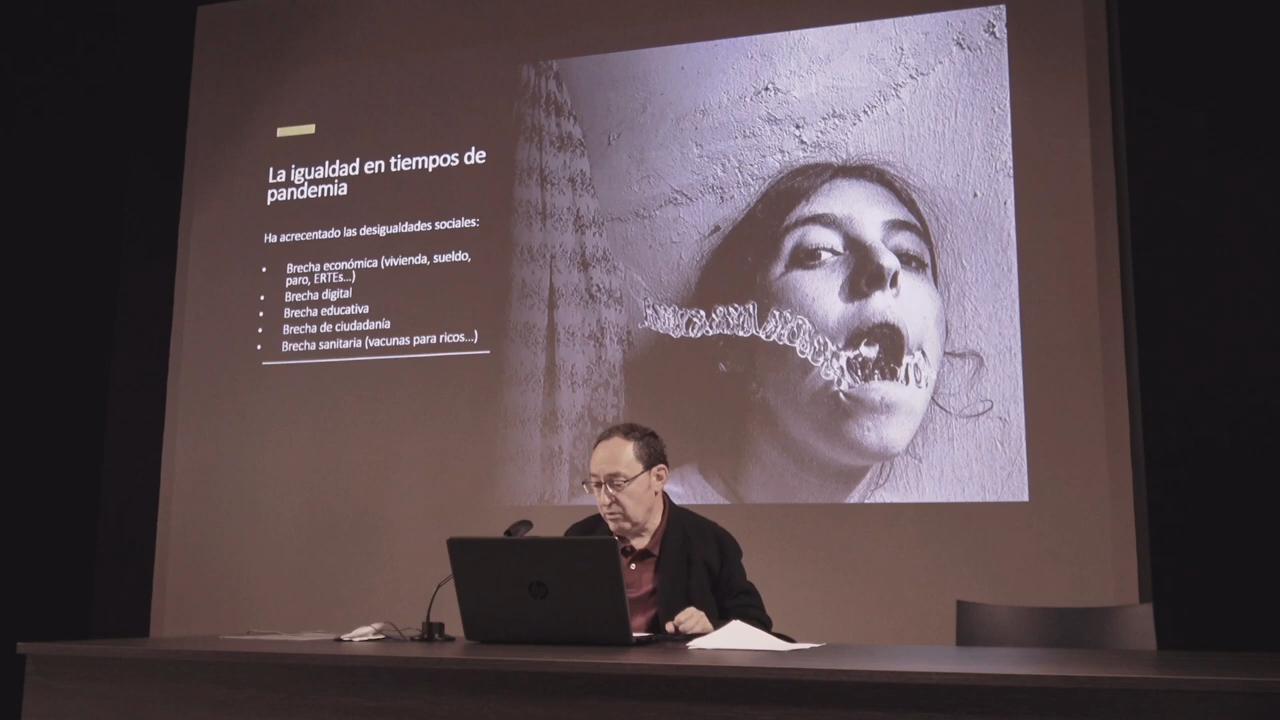 La igualdad en tiempos de
pandemia
Ha acrecentado las desigualdades sociales:
• Brecha económica (vivienda, sueldo,
paro, ERTEs...)
• Brecha digital
• Brecha educativa
• Brecha de ciudadanía
• Brecha sanitaria (vacunas para ricos...)
hp